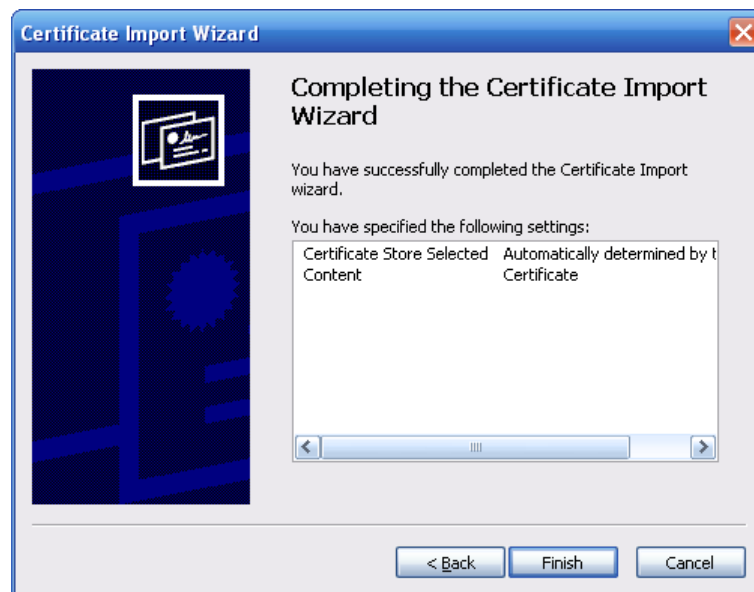 Certificate Import Wizard
Completing the Certificate Import
Wizard
You have successfully completed the Certificate Import
wizard.
You have specified the following settings:
Certificate Store Selected Automatically determined by t
Content Certificate
< Back Finish Cancel